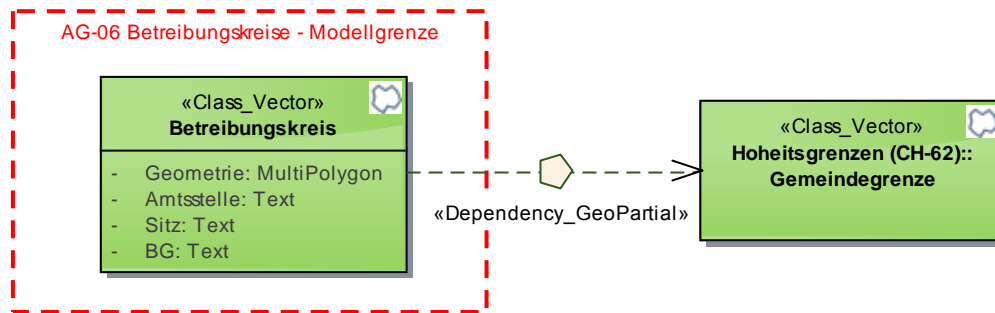 AG-06 Betreibungskreise - Modellgrenze
«Class_Vector»
Betreibungskreis
- Geometrie: MultiPolygon
- Amtsstelle: Text
- Sitz: Text
- BG: Text
«Dependency_GeoPartial»
«Class_Vector»
Hoheitsgrenzen (CH-62)::
Gemeindegrenze